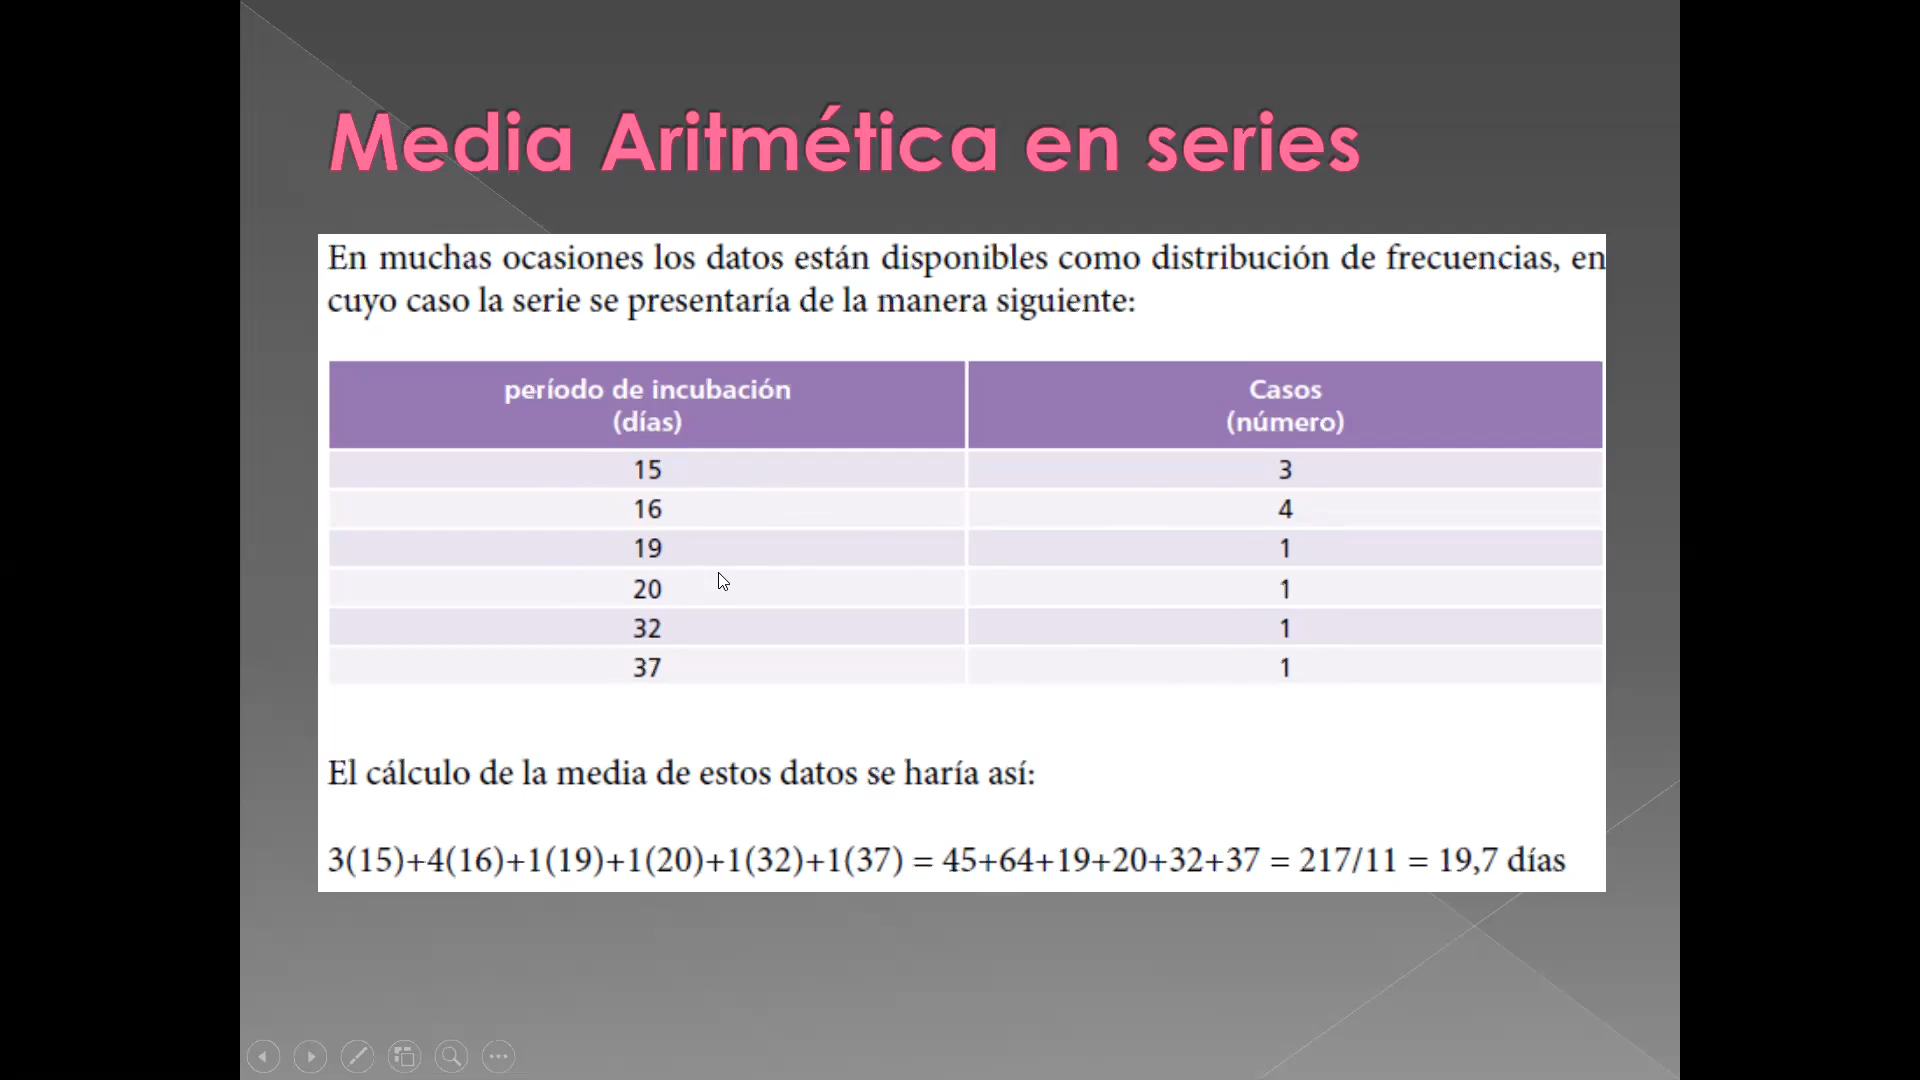 Media Aritmética en series
En muchas ocasiones los datos están disponibles como distribución de frecuencias, en
cuyo caso la serie se presentaría de la manera siguiente:
período de incubación (días) Casos (número)
15 3
16 4
19 1
20 1
32 1
37 1
El cálculo de la media de estos datos se haría así:
3(15)+4(16)+1(19)+1(20)+1(32)+1(37) = 45+64+19+20+32+37 = 217/11 = 19,7 días